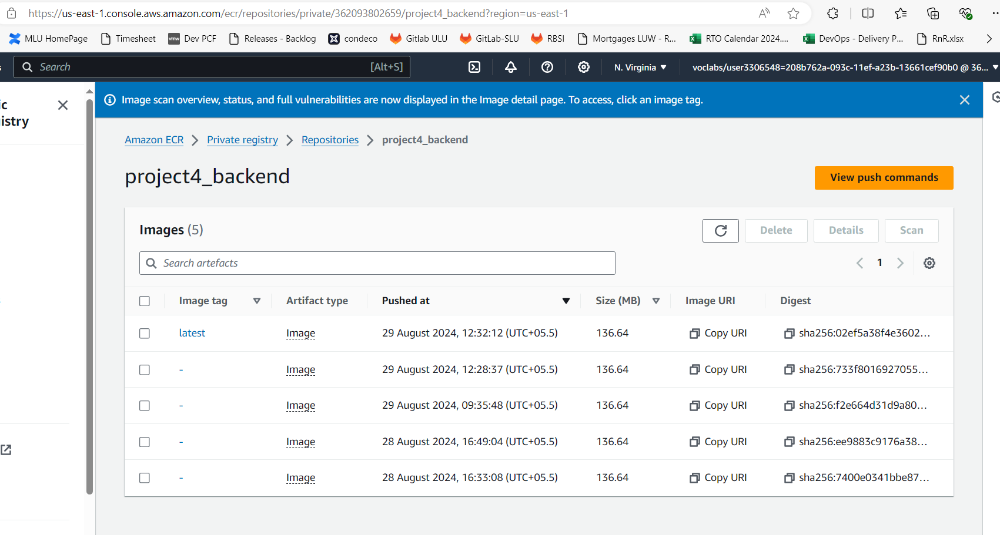 https://us-east-1.console.aws.amazon.com/ecr/repositories/private/362093802659/project4_backend?region=us-east-1
MLU HomePage Timesheet vmw Dev PCF Releases - Backlog condeco Gitlab ULU GitLab-SLU RBSI Mortgages LUW - R... RTO Calendar 2024.... DevOps - Delivery P... RnR.xlsx
Search [Alt+S] N. Virginia voclabs/user3306548=208b762a-093c-11ef-a23b-13661cef90b0 @ 36...
Image scan overview, status, and full vulnerabilities are now displayed in the Image detail page. To access, click an image tag.
ic
istry
Amazon ECR Private registry Repositories project4_backend
project4_backend
View push commands
Images (5)
Delete Details Scan
Search artefacts
1
Image tag Artifact type Pushed at Size (MB) Image URI Digest
latest Image 29 August 2024, 12:32:12 (UTC+05.5) 136.64 Copy URI sha256:02ef5a38f4e3602...
- Image 29 August 2024, 12:28:37 (UTC+05.5) 136.64 Copy URI sha256:733f8016927055...
- Image 29 August 2024, 09:35:48 (UTC+05.5) 136.64 Copy URI sha256:f2e664d31d9a80...
- Image 28 August 2024, 16:49:04 (UTC+05.5) 136.64 Copy URI sha256:ee9883c9176a38...
- Image 28 August 2024, 16:33:08 (UTC+05.5) 136.64 Copy URI sha256:7400e0341bbe87...